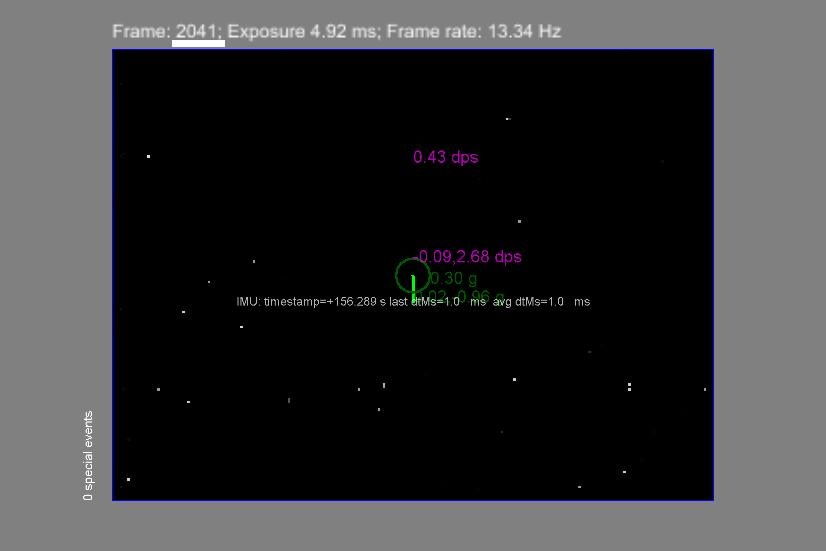 Frame: 2041; Exposure 4.92 ms; Frame rate: 13.34 Hz
0.43 dps
-0.09,2.68 dps
0.30 g
IMU: timestamp=+156.289 s last dtMs=1.0 ms avg dtMs=1.0 ms
0 special events